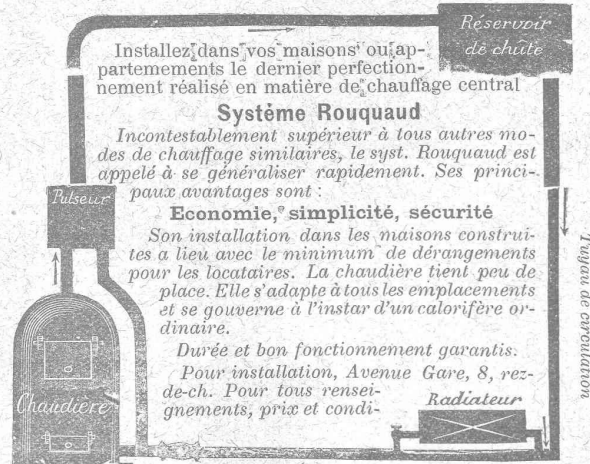 Réservoir
de chute
Installez dans vos maisons ou ap-
partemements le dernier perfection-
nement réalisé en matière de chauffage central
Système Rouquaud
Incontestablement supérieur à tous autres mo-
des de chauffage similaires, le syst. Rouquaud est
appelé à se généraliser rapidement. Ses princi-
paux avantages sont :
Pulseur
Economie, simplicité, sécurité
Son installation dans les maisons construi-
tes a lieu avec le minimum de dérangements
pour les locataires. La chaudière tient peu de
place. Elle s'adapte à tous les emplacements
et se gouverne à l'instar d'un calorifère or-
dinaire.
Durée et bon fonctionnement garantis.
Pour installation, Avenue Gare, 8, rez-
de-ch. Pour tous rensei-
gnements, prix et condi-
Chaudière
Radiateur
Tuyau de circulation